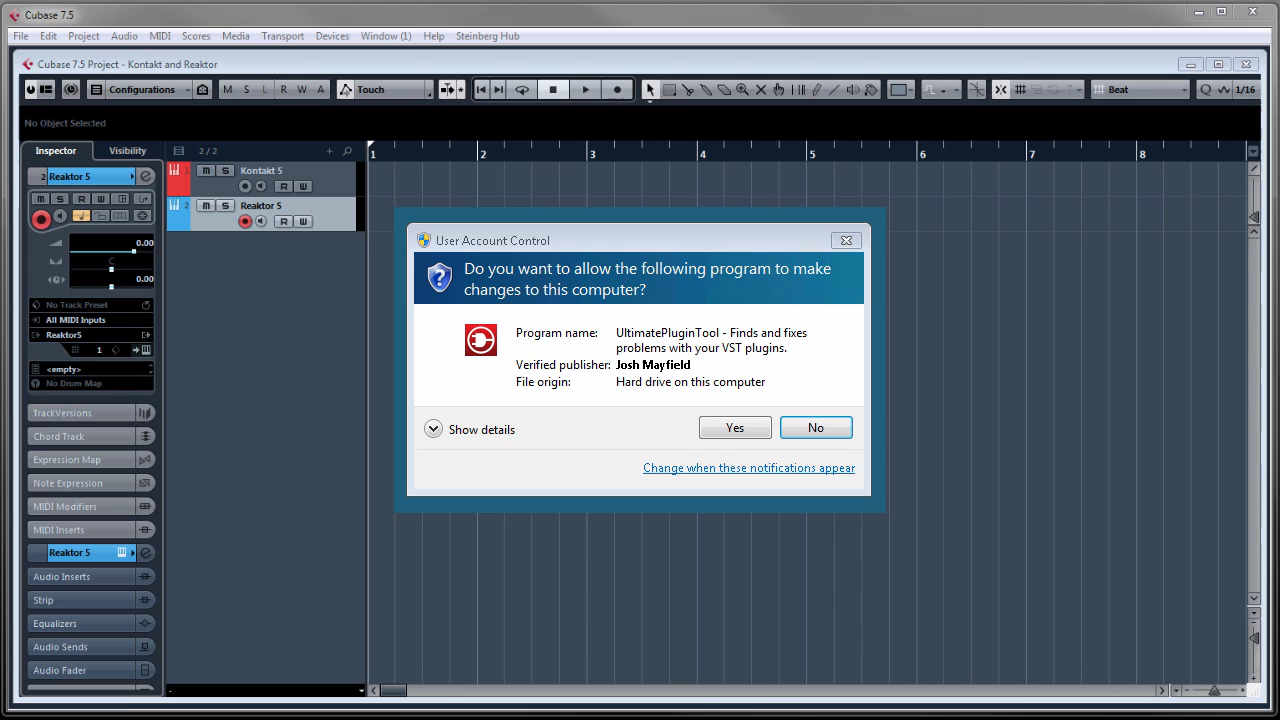 Cubase 7.5
File Edit Project Audio MIDI Scores Media Transport Devices Window (1) Help Steinberg Hub
Cubase 7.5 Project - Kontakt and Reaktor
Configurations M S L R W A Touch Beat Q 1/16
No Object Selected
Inspector Visibility 2 / 2
1 2 3 4 5 6 7 8
2 Reaktor 5
1 m S Kontakt 5
R W
m S R W
2 m S Reaktor 5
R W
0.00
C
0.00
No Track Preset
All MIDI Inputs
Reaktor5
1
<empty>
No Drum Map
TrackVersions
Chord Track
Expression Map
Note Expression
MIDI Modifiers
MIDI Inserts
Reaktor 5
Audio Inserts
Strip
Equalizers
Audio Sends
Audio Fader
User Account Control
Do you want to allow the following program to make
changes to this computer?
Program name: UltimatePluginTool - Find and fixes
problems with your VST plugins.
Verified publisher: Josh Mayfield
File origin: Hard drive on this computer
Show details Yes No
Change when these notifications appear